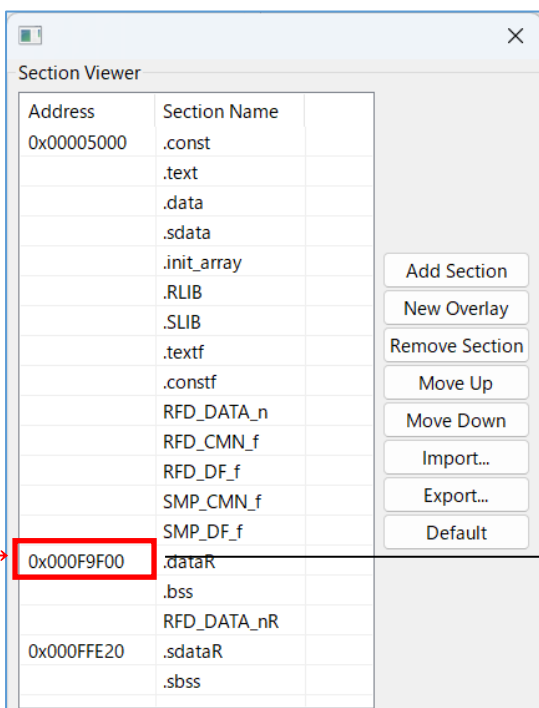 Section Viewer
Address Section Name
0x00005000 .const
.text
.data
.sdata
.init_array
.RLIB
.SLIB
.textf
.constf
RFD_DATA_n
RFD_CMN_f
RFD_DF_f
SMP_CMN_f
SMP_DF_f
0x000F9F00 .dataR
.bss
RFD_DATA_nR
0x000FFE20 .sdataR
.sbss
Add Section
New Overlay
Remove Section
Move Up
Move Down
Import...
Export...
Default